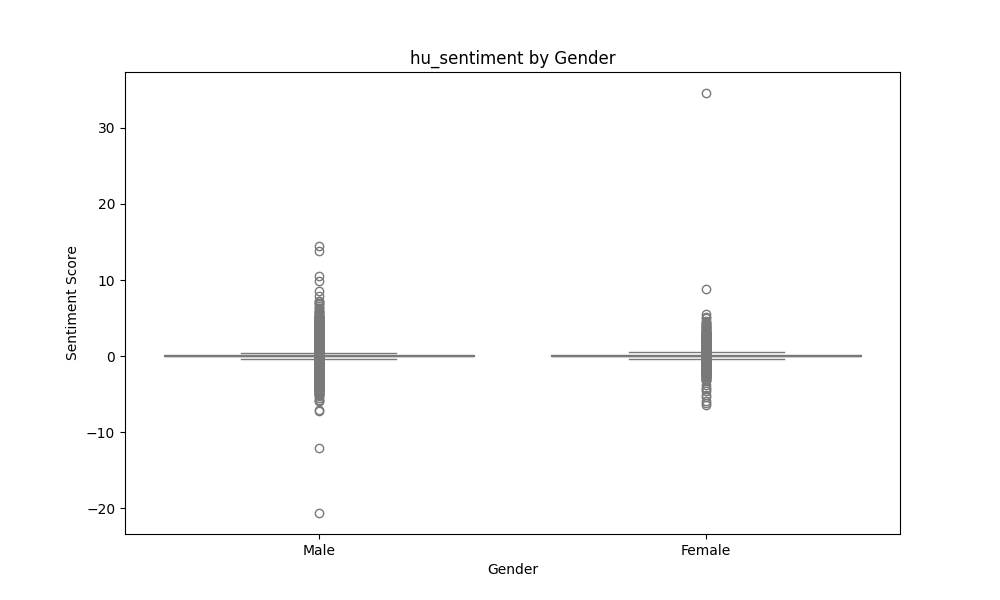 hu_sentiment by Gender
Sentiment Score
30
20
10
0
−10
−20
Male
Female
Gender